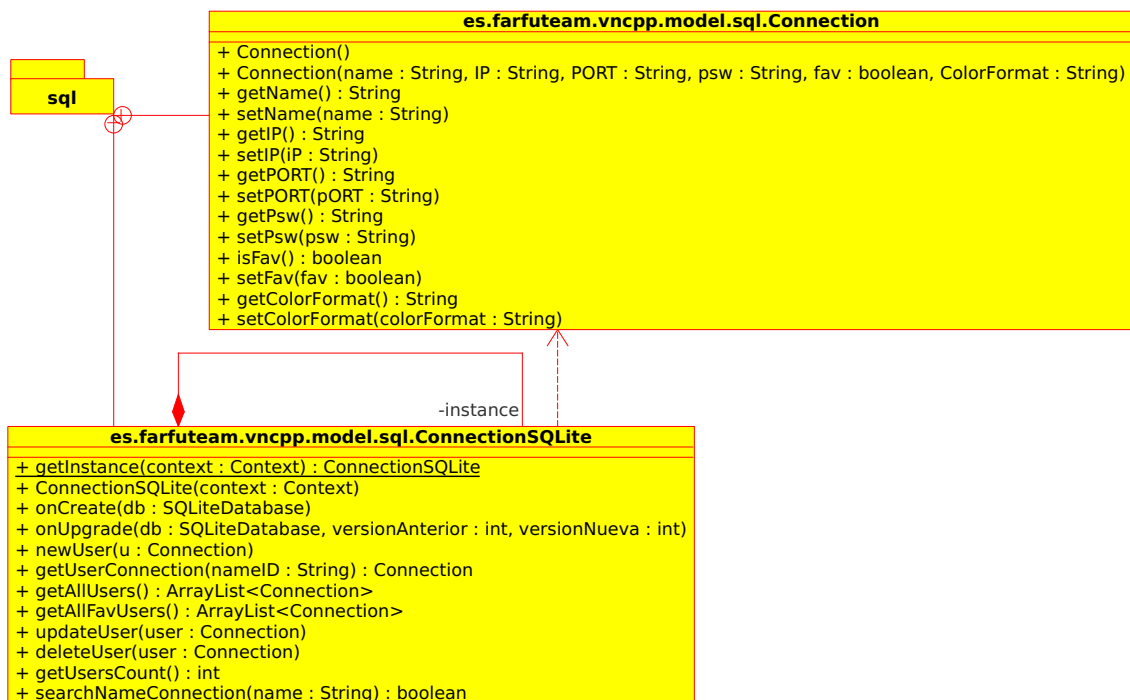 es.farfuteam.vncpp.model.sql.Connection
+ Connection()
+ Connection(name : String, IP : String, PORT : String, psw : String, fav : boolean, ColorFormat : String)
+ getName() : String
+ setName(name : String)
+ getIP() : String
+ setIP(iP : String)
+ getPORT() : String
+ setPORT(pORT : String)
+ getPsw() : String
+ setPsw(psw : String)
+ isFav() : boolean
+ setFav(fav : boolean)
+ getColorFormat() : String
+ setColorFormat(colorFormat : String)
sql
-instance
es.farfuteam.vncpp.model.sql.ConnectionSQLite
+ getInstance(context : Context) : ConnectionSQLite
+ ConnectionSQLite(context : Context)
+ onCreate(db : SQLiteDatabase)
+ onUpgrade(db : SQLiteDatabase, versionAnterior : int, versionNueva : int)
+ newUser(u : Connection)
+ getUserConnection(nameID : String) : Connection
+ getAllUsers() : ArrayList<Connection>
+ getAllFavUsers() : ArrayList<Connection>
+ updateUser(user : Connection)
+ deleteUser(user : Connection)
+ getUsersCount() : int
+ searchNameConnection(name : String) : boolean